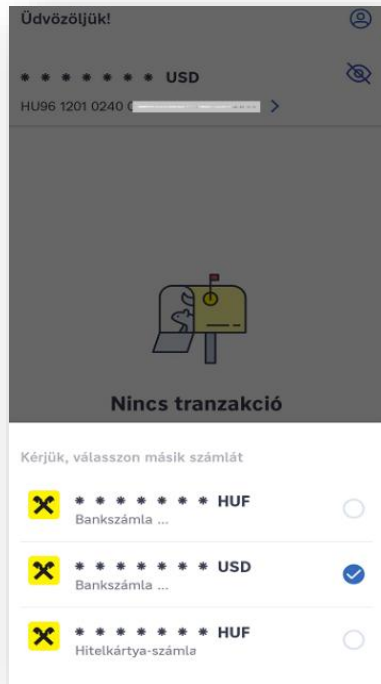 Üdvözöljük!
* * * * * * * USD
HU96 1201 0240
Nincs tranzakció
Kérjük, válasszon másik számlát
* * * * * * * HUF
Bankszámla ...
* * * * * * * USD
Bankszámla ...
* * * * * * * HUF
Hitelkártya-számla